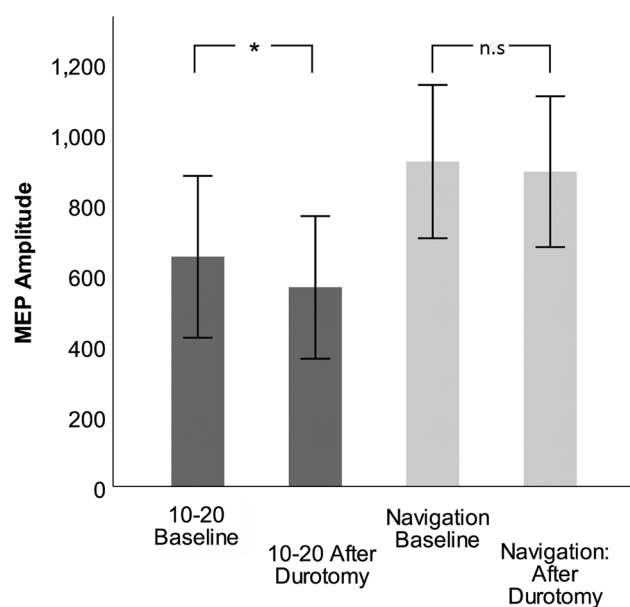 * n.s
1,200
1,000
800
600
400
200
0
MEP Amplitude
10-20
Baseline
10-20 After
Durotomy
Navigation
Baseline
Navigation:
After
Durotomy